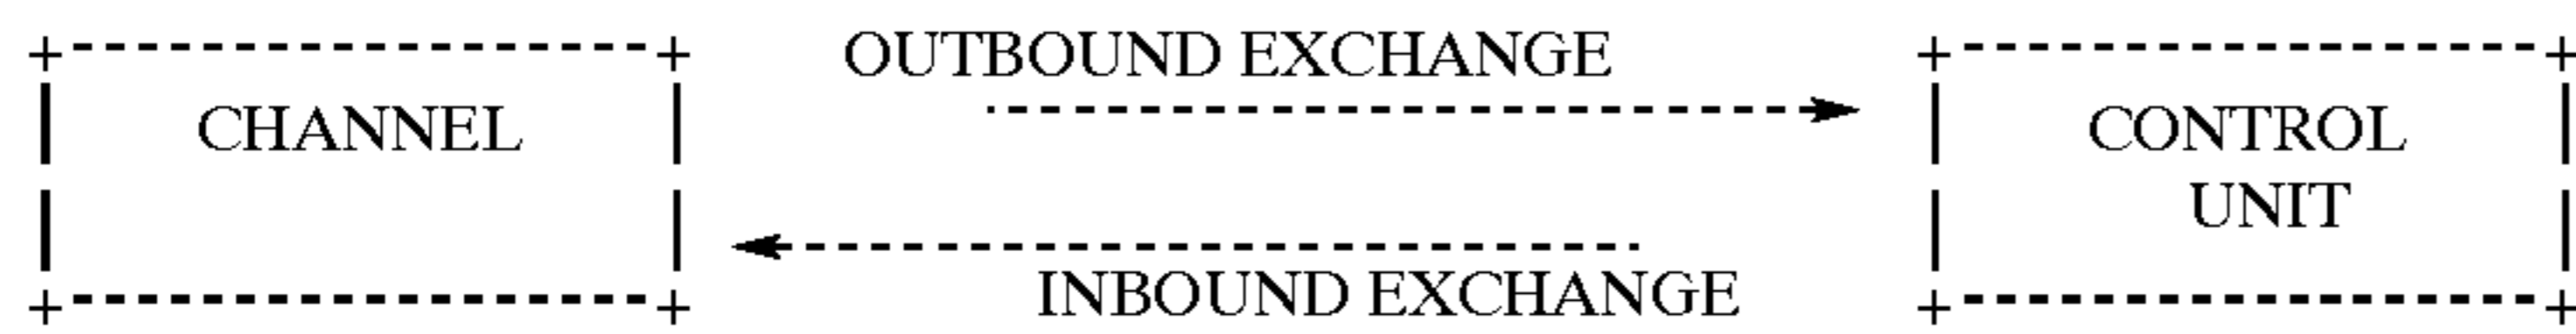 OUTBOUND EXCHANGE
CHANNEL
CONTROL
UNIT
INBOUND EXCHANGE